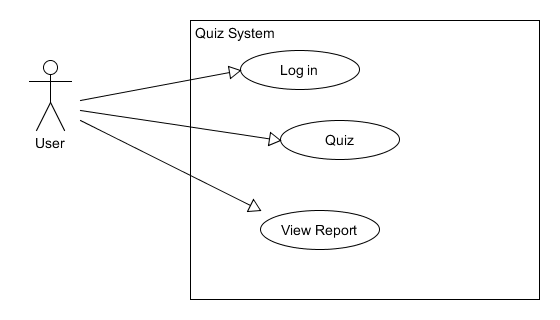 Quiz System
Log in
User
Quiz
View Report